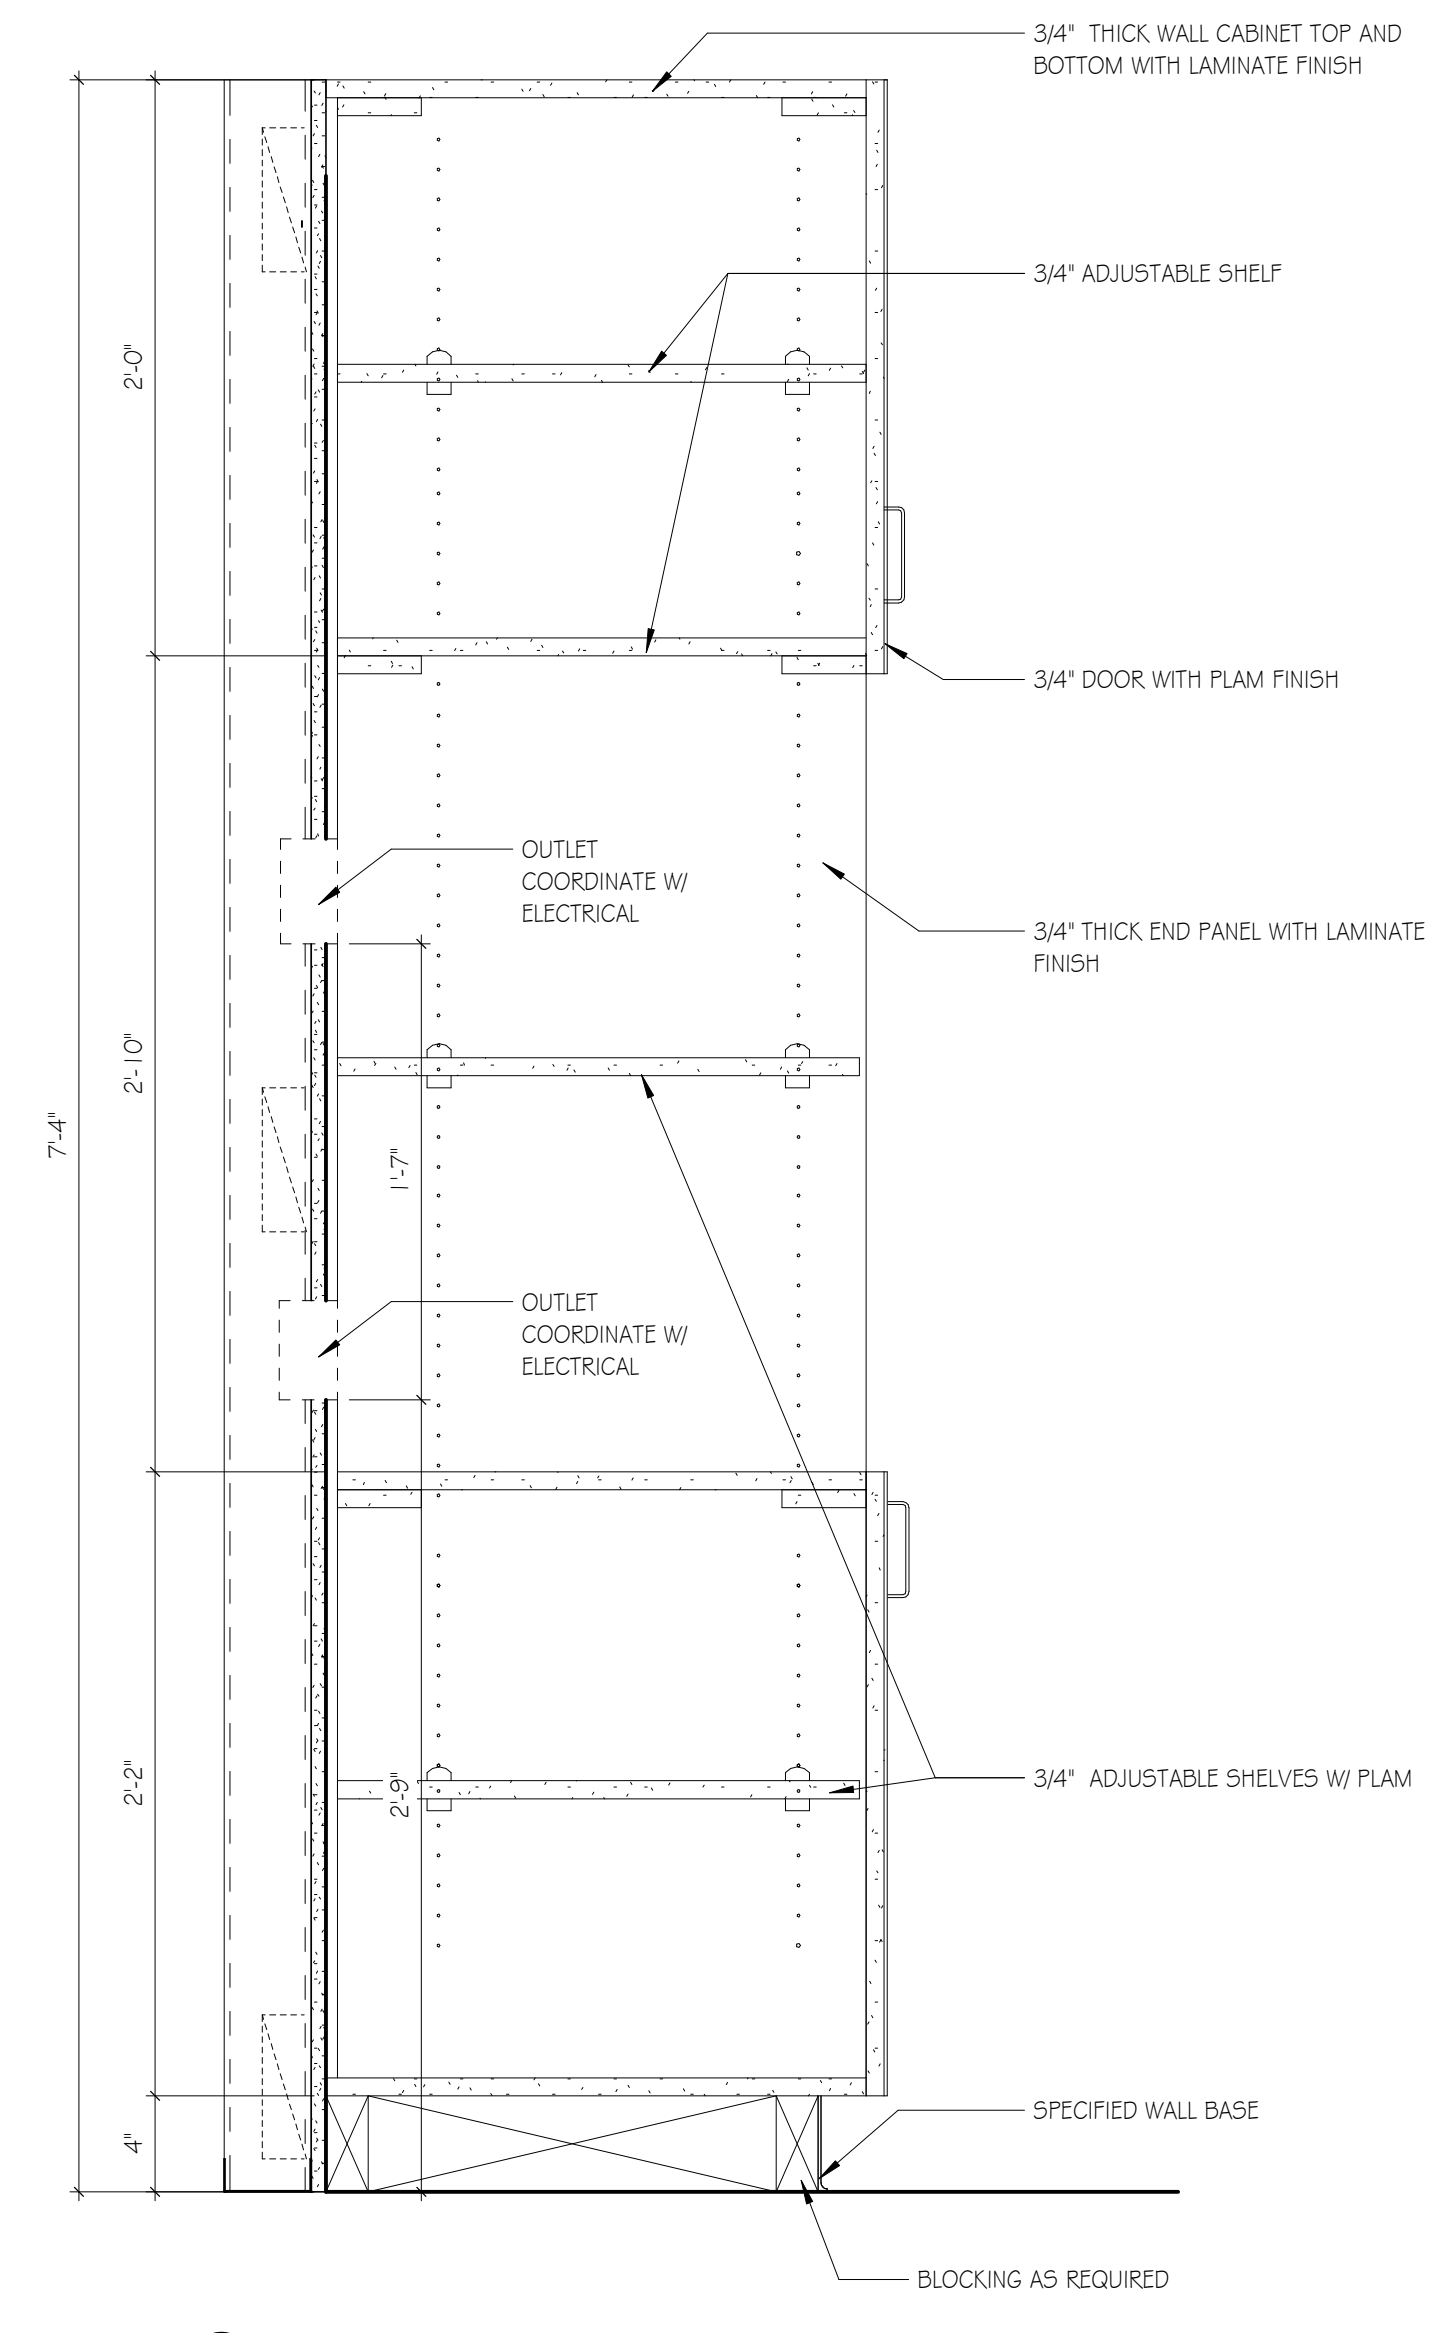 3/4" THICK WALL CABINET TOP AND
BOTTOM WITH LAMINATE FINISH
3/4" ADJUSTABLE SHELF
2'-0"
3/4" DOOR WITH PLAM FINISH
OUTLET
COORDINATE W/
ELECTRICAL
3/4" THICK END PANEL WITH LAMINATE
FINISH
2'-10"
7'-4"
1'-7"
OUTLET
COORDINATE W/
ELECTRICAL
2'-2"
2'-9"
3/4" ADJUSTABLE SHELVES W/ PLAM
SPECIFIED WALL BASE
4"
BLOCKING AS REQUIRED